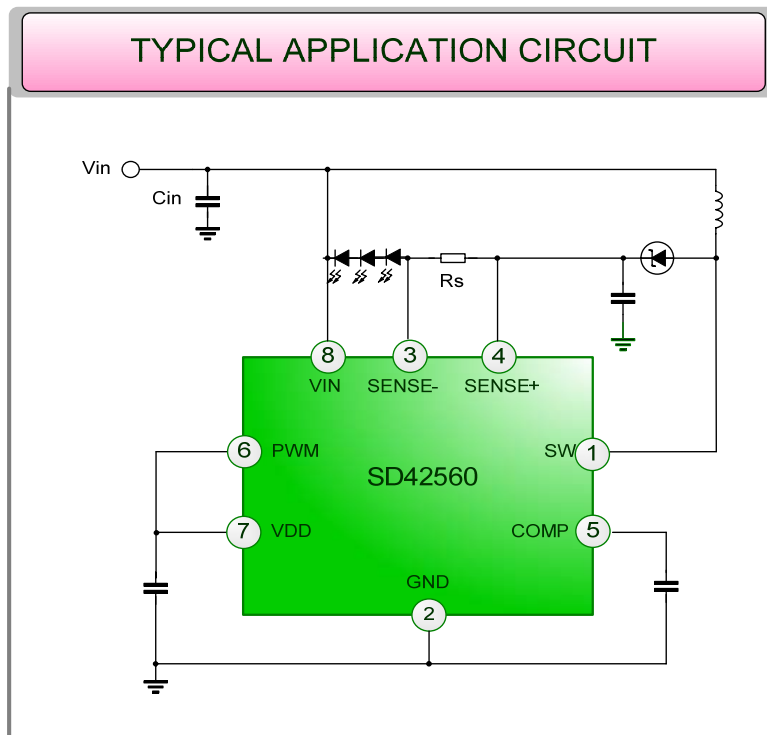 TYPICAL APPLICATION CIRCUIT
Vin
Cin
Rs
8 3 4
VIN SENSE- SENSE+
6 PWM SW 1
SD42560
7 VDD COMP 5
GND
2